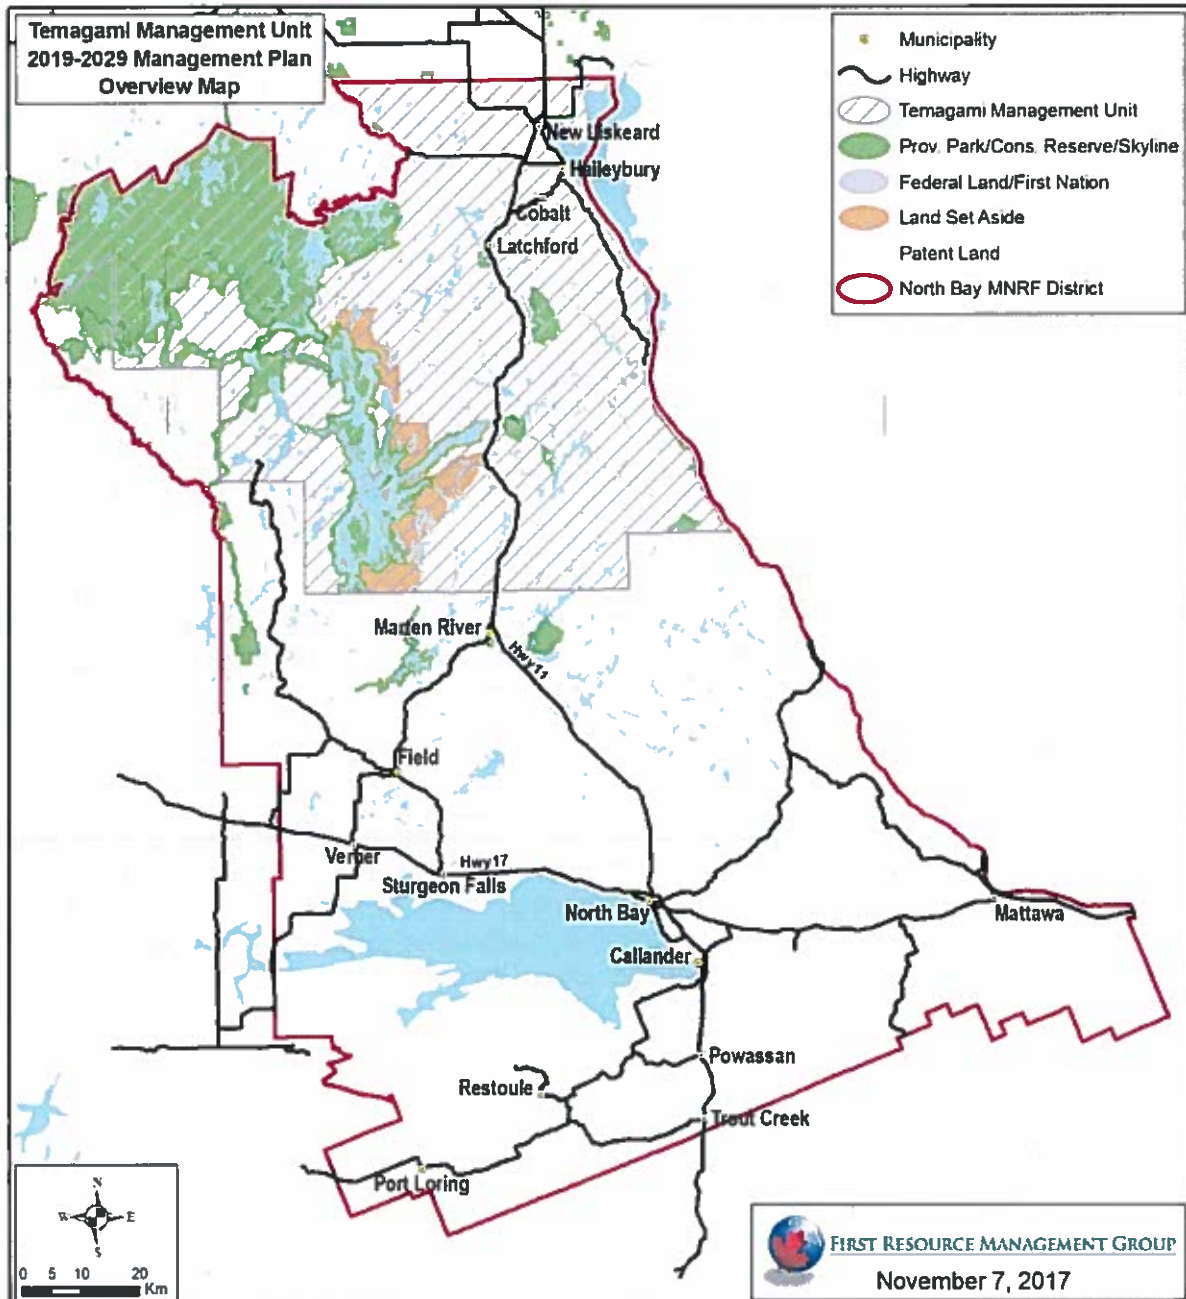 Temagami Management Unit
2019-2029 Management Plan
Overview Map
Municipality
Highway
Temagami Management Unit
Prov. Park/Cons. Reserve/Skyline
Federal Land/First Nation
Land Set Aside
Patent Land
North Bay MNRF District
New Liskeard
Haileybury
Cobalt
Latchford
Marten River
Hwy11
Field
Verner
Hwy17
Sturgeon Falls
North Bay
Mattawa
Callander
Powassan
Restoule
Trout Creek
Port Loring
N
W E
S
0 5 10 20
Km
FIRST RESOURCE MANAGEMENT GROUP
November 7, 2017